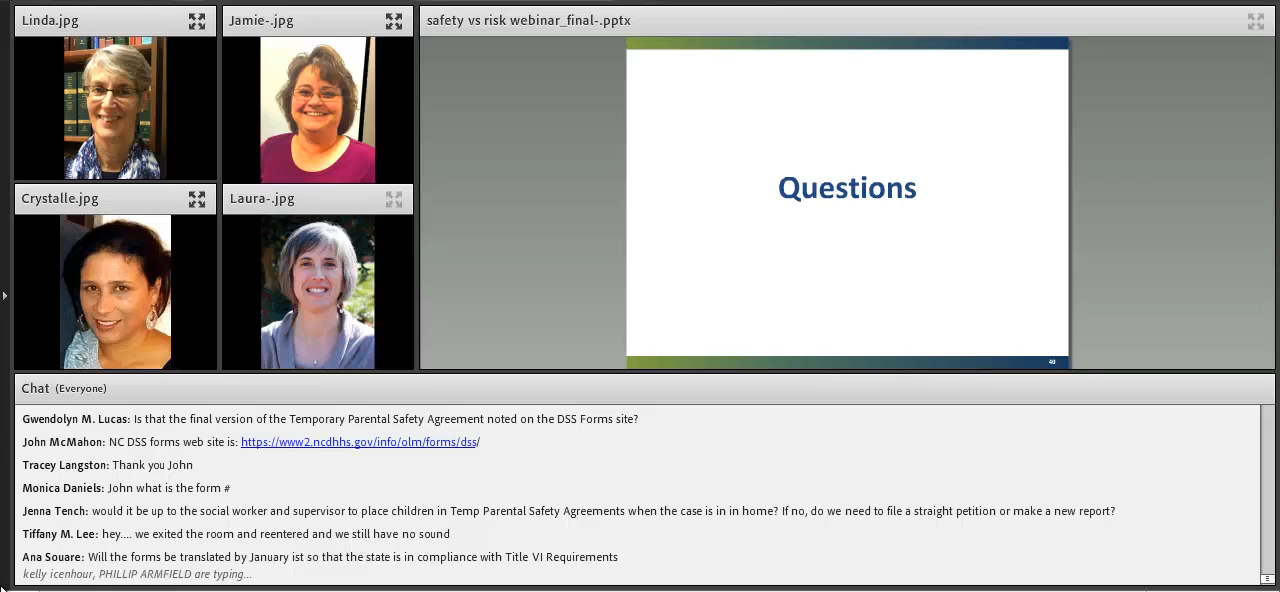 Linda.jpg
Jamie-.jpg
safety vs risk webinar_final-.pptx
Crystalle.jpg
Laura-.jpg
Questions
40
Chat (Everyone)
Gwendolyn M. Lucas: Is that the final version of the Temporary Parental Safety Agreement noted on the DSS Forms site?
John McMahon: NC DSS forms web site is: https://www2.ncdhhs.gov/info/olm/forms/dss/
Tracey Langston: Thank you John
Monica Daniels: John what is the form #
Jenna Tench: would it be up to the social worker and supervisor to place children in Temp Parental Safety Agreements when the case is in in home? If no, do we need to file a straight petition or make a new report?
Tiffany M. Lee: hey.... we exited the room and reentered and we still have no sound
Ana Souare: Will the forms be translated by January ist so that the state is in compliance with Title VI Requirements
kelly icenhour, PHILLIP ARMFIELD are typing...